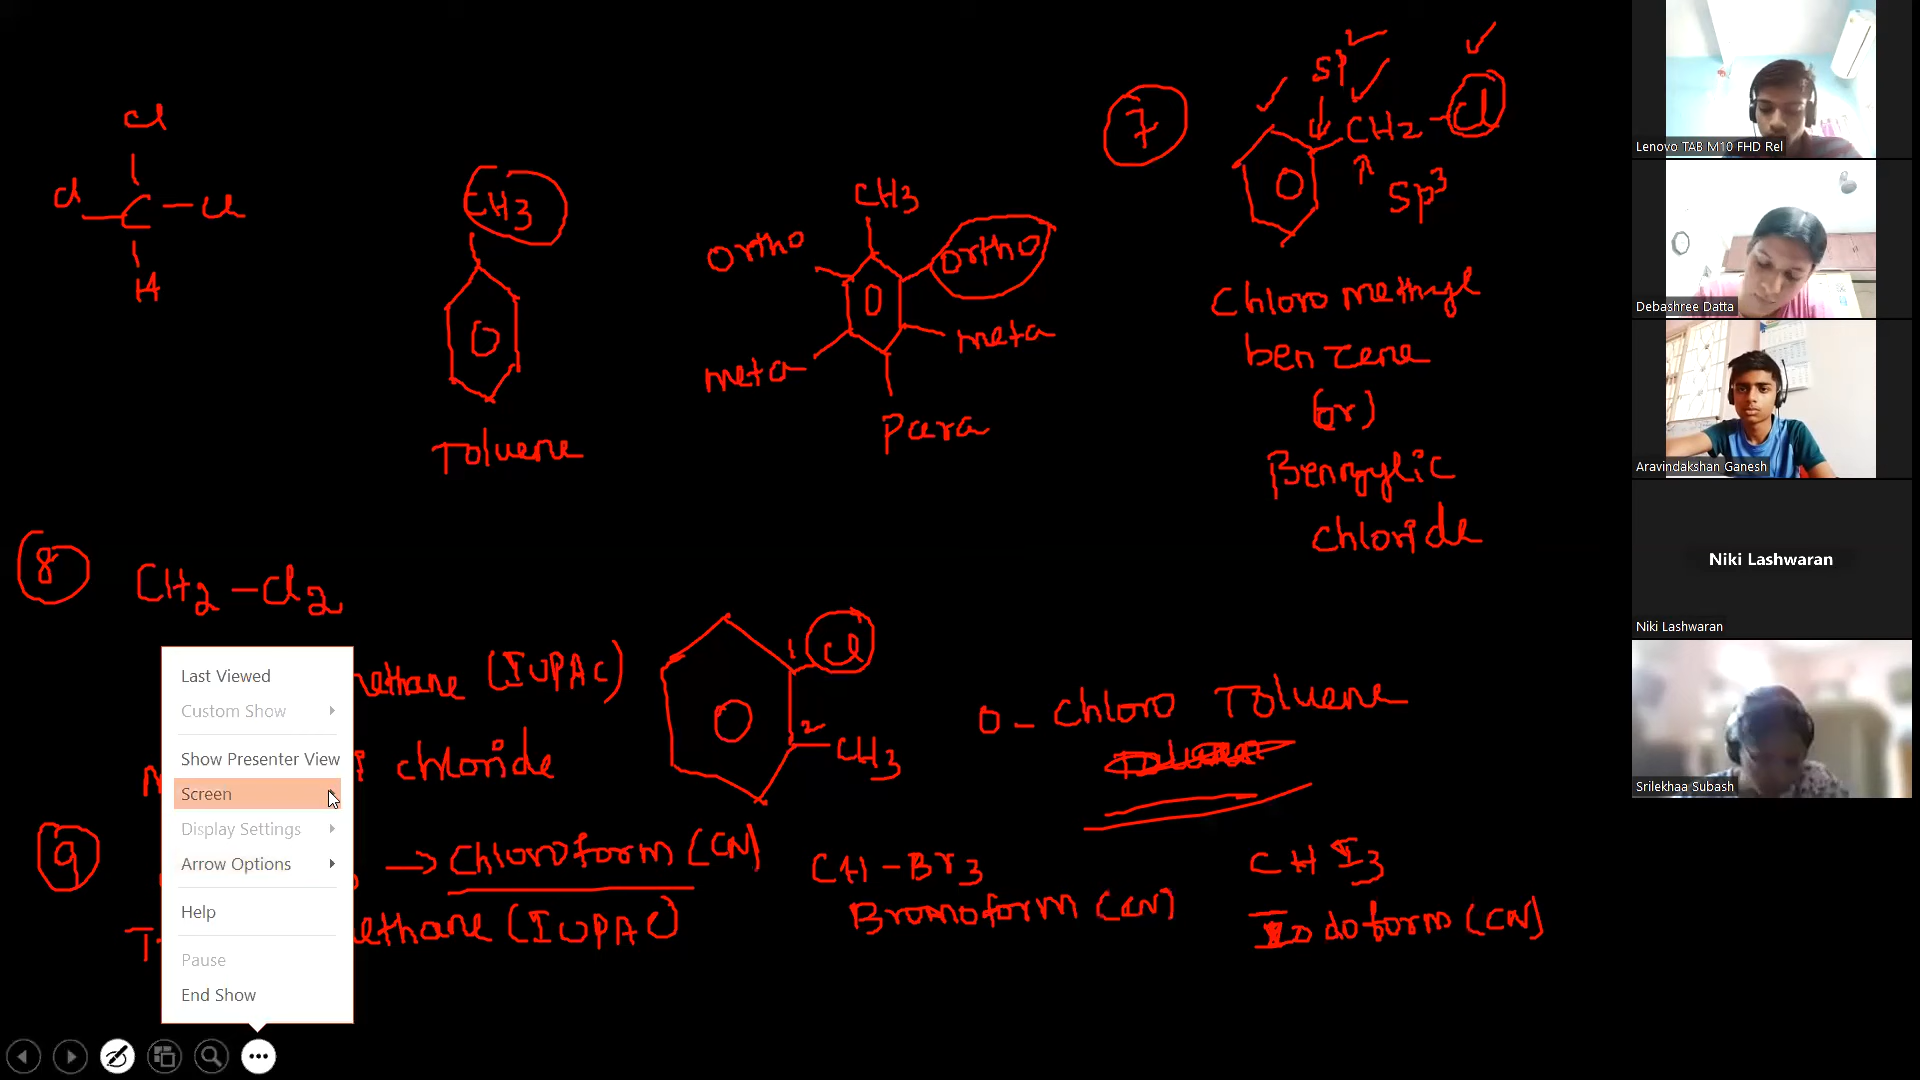 Cl
Cl C Cl
H
CH3
Toluene
CH3
Ortho
Ortho
meta
meta
Para
7
Sp2
CH2 - Cl
Sp3
Chloro methyl
benzene
(or)
Benzylic
chloride
8
CH2 - Cl2
ethane (IUPAC)
chloride
1
Cl
2
CH3
O - Chloro Toluene
9
→ Chloroform (CN)
ethane (IUPAC)
CH - Br3
Bromoform (CN)
CHI3
Iodoform (CN)
Last Viewed
Custom Show
Show Presenter View
Screen
Display Settings
Arrow Options
Help
Pause
End Show
Lenovo TAB M10 FHD Rel
Debashree Datta
Aravindakshan Ganesh
Niki Lashwaran
Niki Lashwaran
Srilekhaa Subash